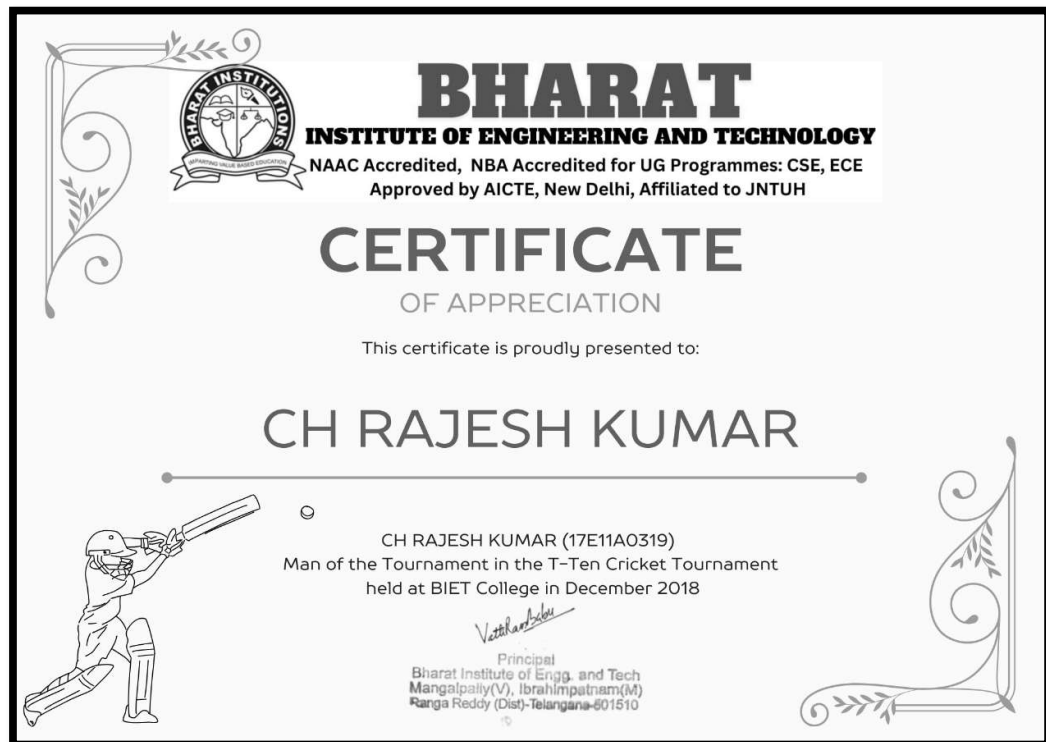 BHARAT INSTITUTIONS
IMPARTING VALUE BASED EDUCATION
BHARAT
INSTITUTE OF ENGINEERING AND TECHNOLOGY
NAAC Accredited, NBA Accredited for UG Programmes: CSE, ECE
Approved by AICTE, New Delhi, Affiliated to JNTUH
CERTIFICATE
OF APPRECIATION
This certificate is proudly presented to:
CH RAJESH KUMAR
CH RAJESH KUMAR (17E11A0319)
Man of the Tournament in the T-Ten Cricket Tournament
held at BIET College in December 2018
Principal
Bharat Institute of Engg. and Tech
Mangalpally(V), Ibrahimpatnam(M)
Ranga Reddy (Dist)-Telangana-501510